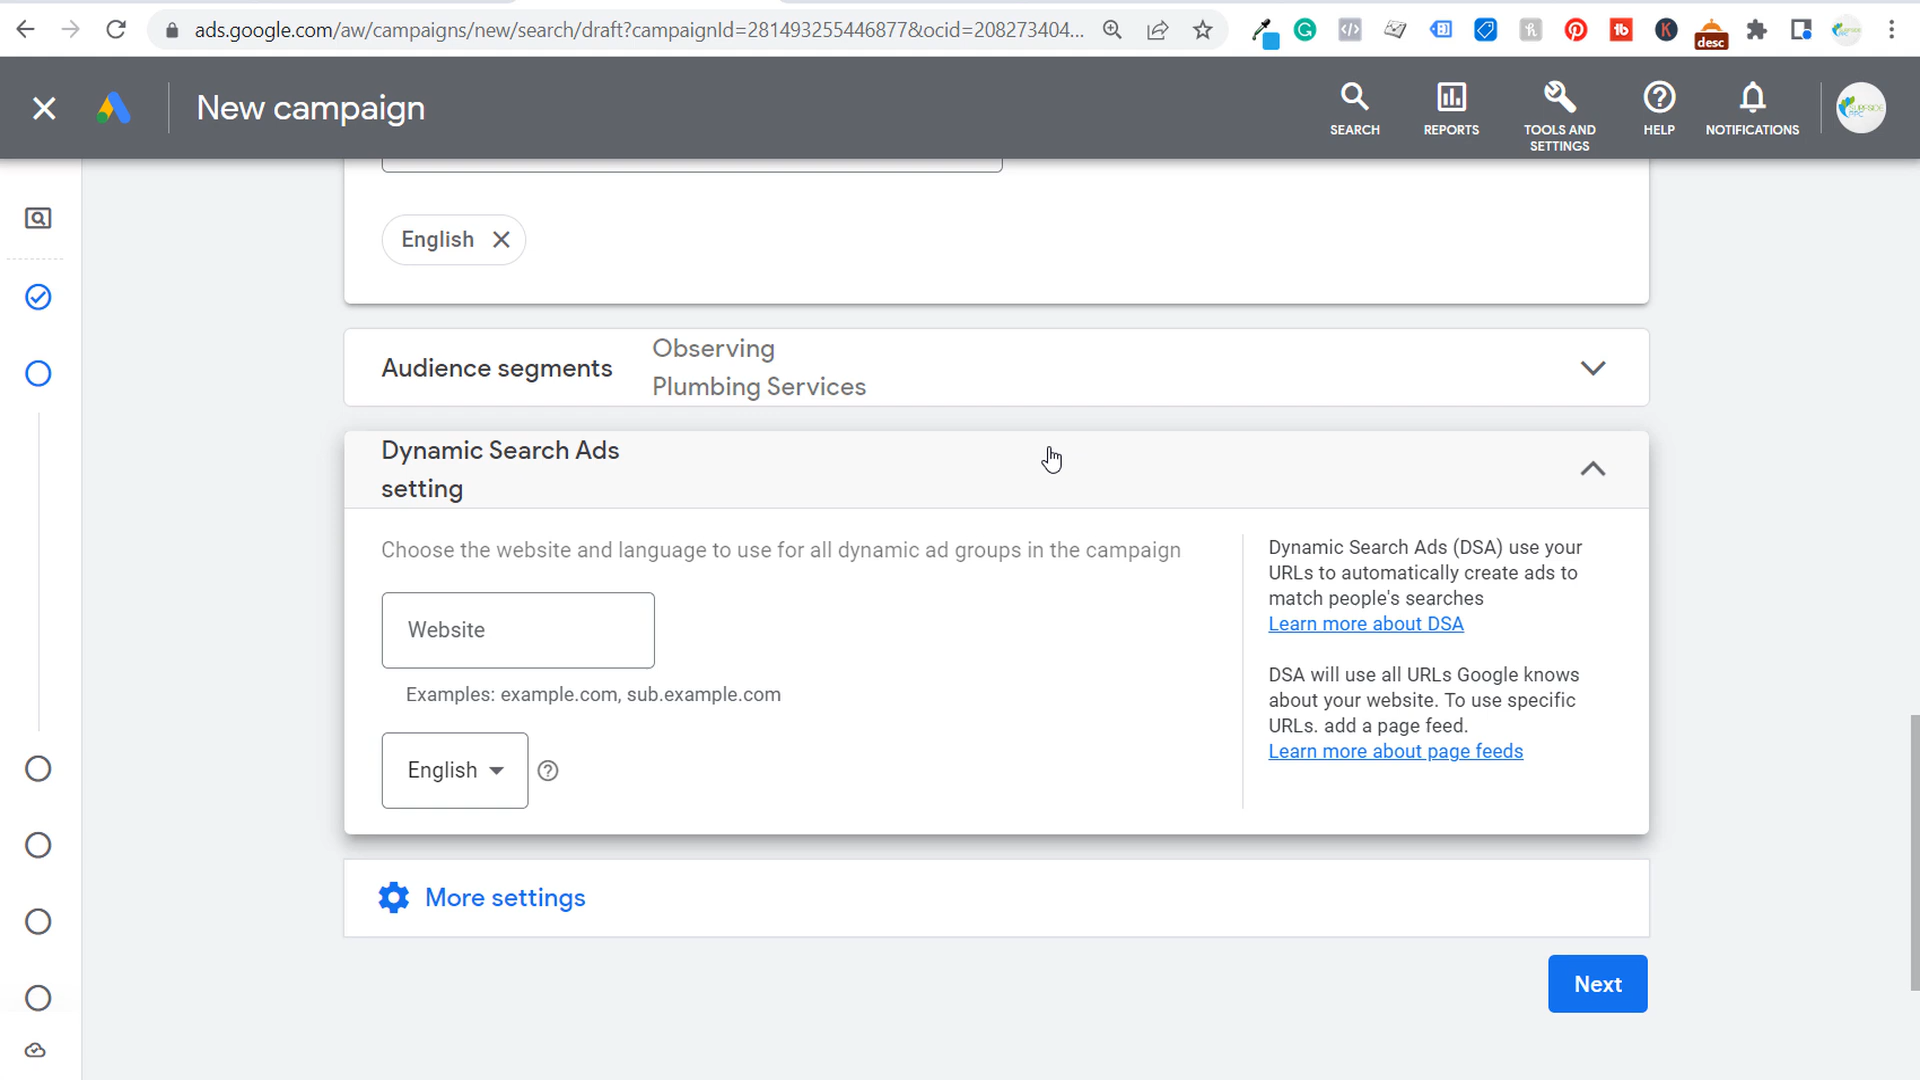 ads.google.com/aw/campaigns/new/search/draft?campaignId=281493255446877&ocid=208273404...
desc
New campaign
SEARCH
REPORTS
TOOLS AND
SETTINGS
HELP
NOTIFICATIONS
SURFSIDE
PPC
English
Audience segments
Observing
Plumbing Services
Dynamic Search Ads
setting
Choose the website and language to use for all dynamic ad groups in the campaign
Website
Examples: example.com, sub.example.com
English
Dynamic Search Ads (DSA) use your
URLs to automatically create ads to
match people's searches
Learn more about DSA
DSA will use all URLs Google knows
about your website. To use specific
URLs. add a page feed.
Learn more about page feeds
More settings
Next